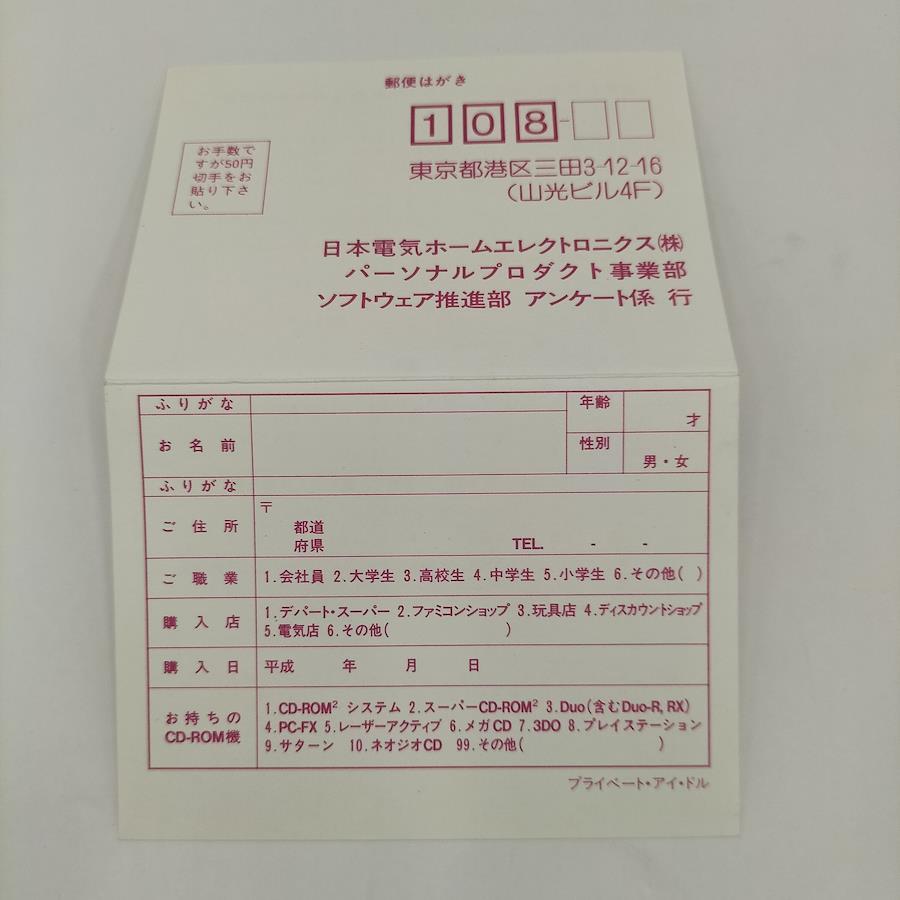 郵便はがき
108-
お手数で
すが50円
切手をお
貼り下さ
い。
東京都港区三田3-12-16
(山光ビル4F)
日本電気ホームエレクトロニクス(株)
パーソナルプロダクト事業部
ソフトウェア推進部 アンケート係 行
ふりがな
年齢 才
お名前
性別 男・女
ふりがな
ご住所 〒
都道
府県 TEL. - -
ご職業 1.会社員 2.大学生 3.高校生 4.中学生 5.小学生 6.その他( )
購入店 1.デパート・スーパー 2.ファミコンショップ 3.玩具店 4.ディスカウントショップ
5.電気店 6.その他( )
購入日 平成 年 月 日
お持ちの
CD-ROM機
1.CD-ROM² システム 2.スーパーCD-ROM² 3.Duo(含むDuo-R, RX)
4.PC-FX 5.レーザーアクティブ 6.メガCD 7.3DO 8.プレイステーション
9.サターン 10.ネオジオCD 99.その他( )
プライベート・アイ・ドル